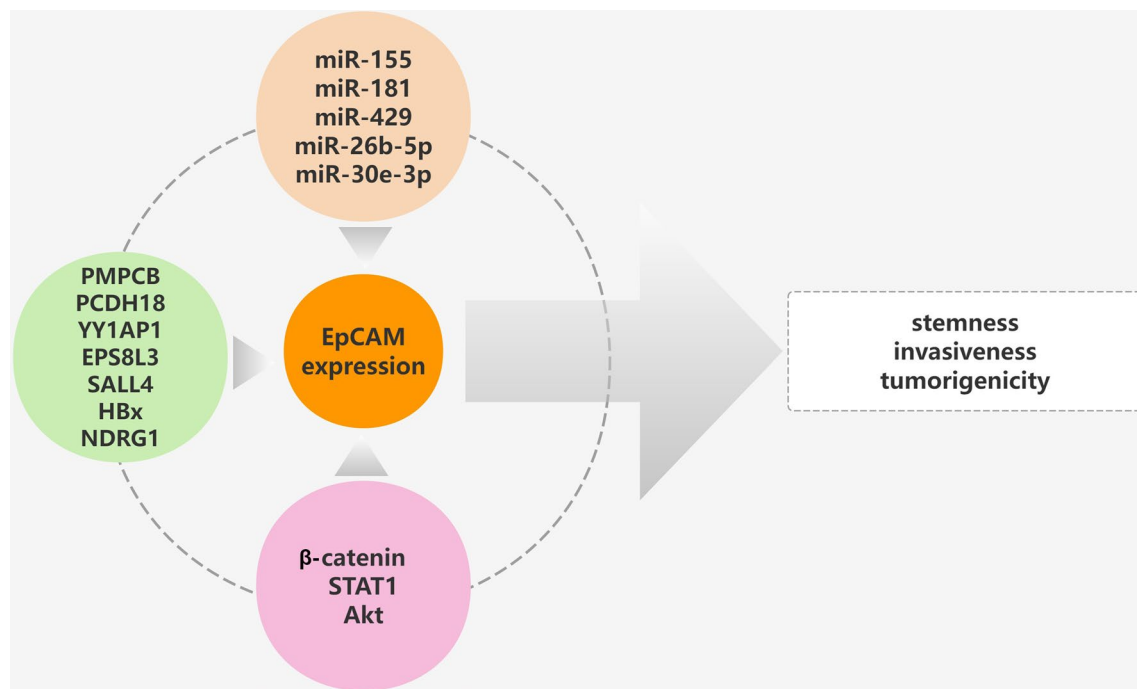 miR-155
miR-181
miR-429
miR-26b-5p
miR-30e-3p
PMPCB
PCDH18
YY1AP1
EPS8L3
SALL4
HBx
NDRG1
EpCAM
expression
β-catenin
STAT1
Akt
stemness
invasiveness
tumorigenicity